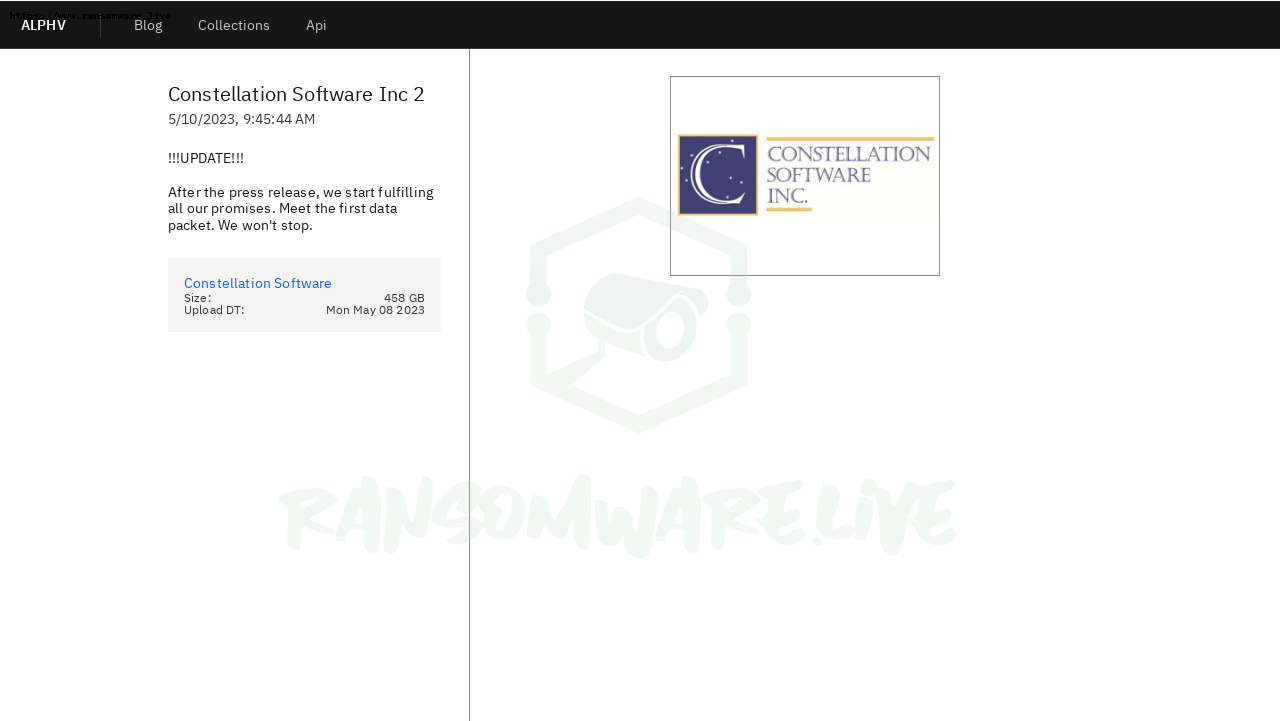 https://www.ransomware.live
ALPHV
Blog
Collections
Api
Constellation Software Inc 2
5/10/2023, 9:45:44 AM
!!!UPDATE!!!
After the press release, we start fulfilling
all our promises. Meet the first data
packet. We won't stop.
Constellation Software
Size: 458 GB
Upload DT: Mon May 08 2023
C
CONSTELLATION
SOFTWARE
INC.
RANSOMWARE.LIVE